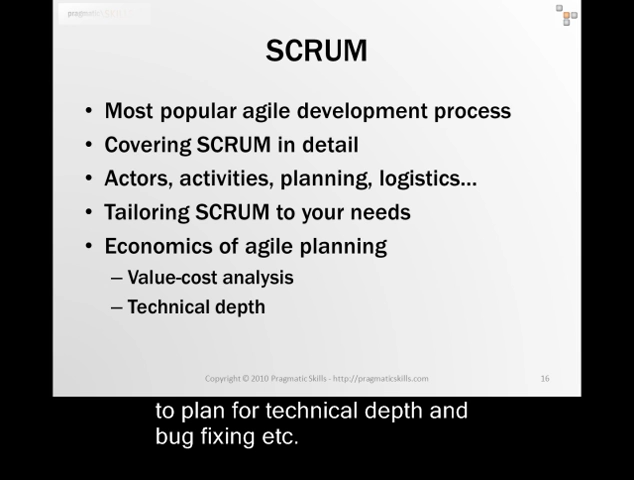 SCRUM
• Most popular agile development process
• Covering SCRUM in detail
• Actors, activities, planning, logistics...
• Tailoring SCRUM to your needs
• Economics of agile planning
– Value-cost analysis
– Technical depth
Copyright © 2010 PragmaticSkills - http://pragmaticskills.com 16
to plan for technical depth and
bug fixing etc.